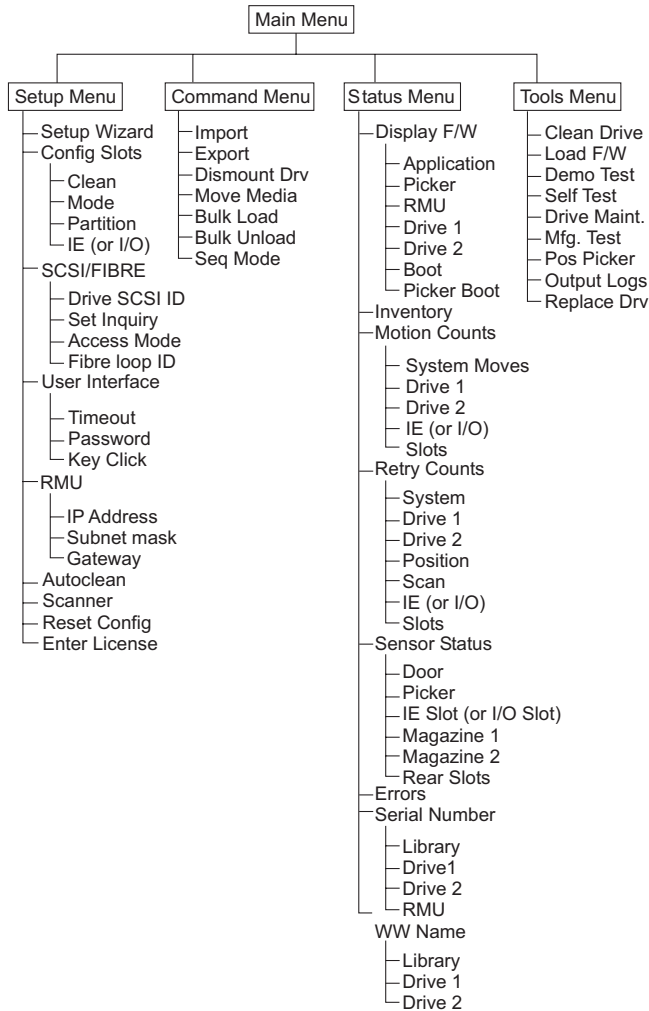 Main Menu
Setup Menu
Setup Wizard
Config Slots
Clean
Mode
Partition
IE (or I/O)
SCSI/FIBRE
Drive SCSI ID
Set Inquiry
Access Mode
Fibre loop ID
User Interface
Timeout
Password
Key Click
RMU
IP Address
Subnet mask
Gateway
Autoclean
Scanner
Reset Config
Enter License
Command Menu
Import
Export
Dismount Drv
Move Media
Bulk Load
Bulk Unload
Seq Mode
Status Menu
Display F/W
Application
Picker
RMU
Drive 1
Drive 2
Boot
Picker Boot
Inventory
Motion Counts
System Moves
Drive 1
Drive 2
IE (or I/O)
Slots
Retry Counts
System
Drive 1
Drive 2
Position
Scan
IE (or I/O)
Slots
Sensor Status
Door
Picker
IE Slot (or I/O Slot)
Magazine 1
Magazine 2
Rear Slots
Errors
Serial Number
Library
Drive1
Drive 2
RMU
WW Name
Library
Drive 1
Drive 2
Tools Menu
Clean Drive
Load F/W
Demo Test
Self Test
Drive Maint.
Mfg. Test
Pos Picker
Output Logs
Replace Drv